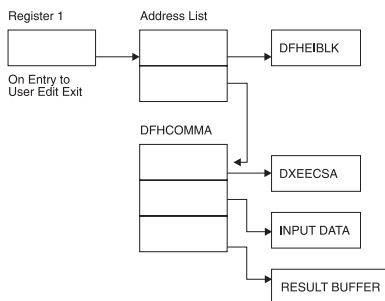 Register 1
Address List
DFHEIBLK
On Entry to
User Edit Exit
DFHCOMMA
DXEECSA
INPUT DATA
RESULT BUFFER